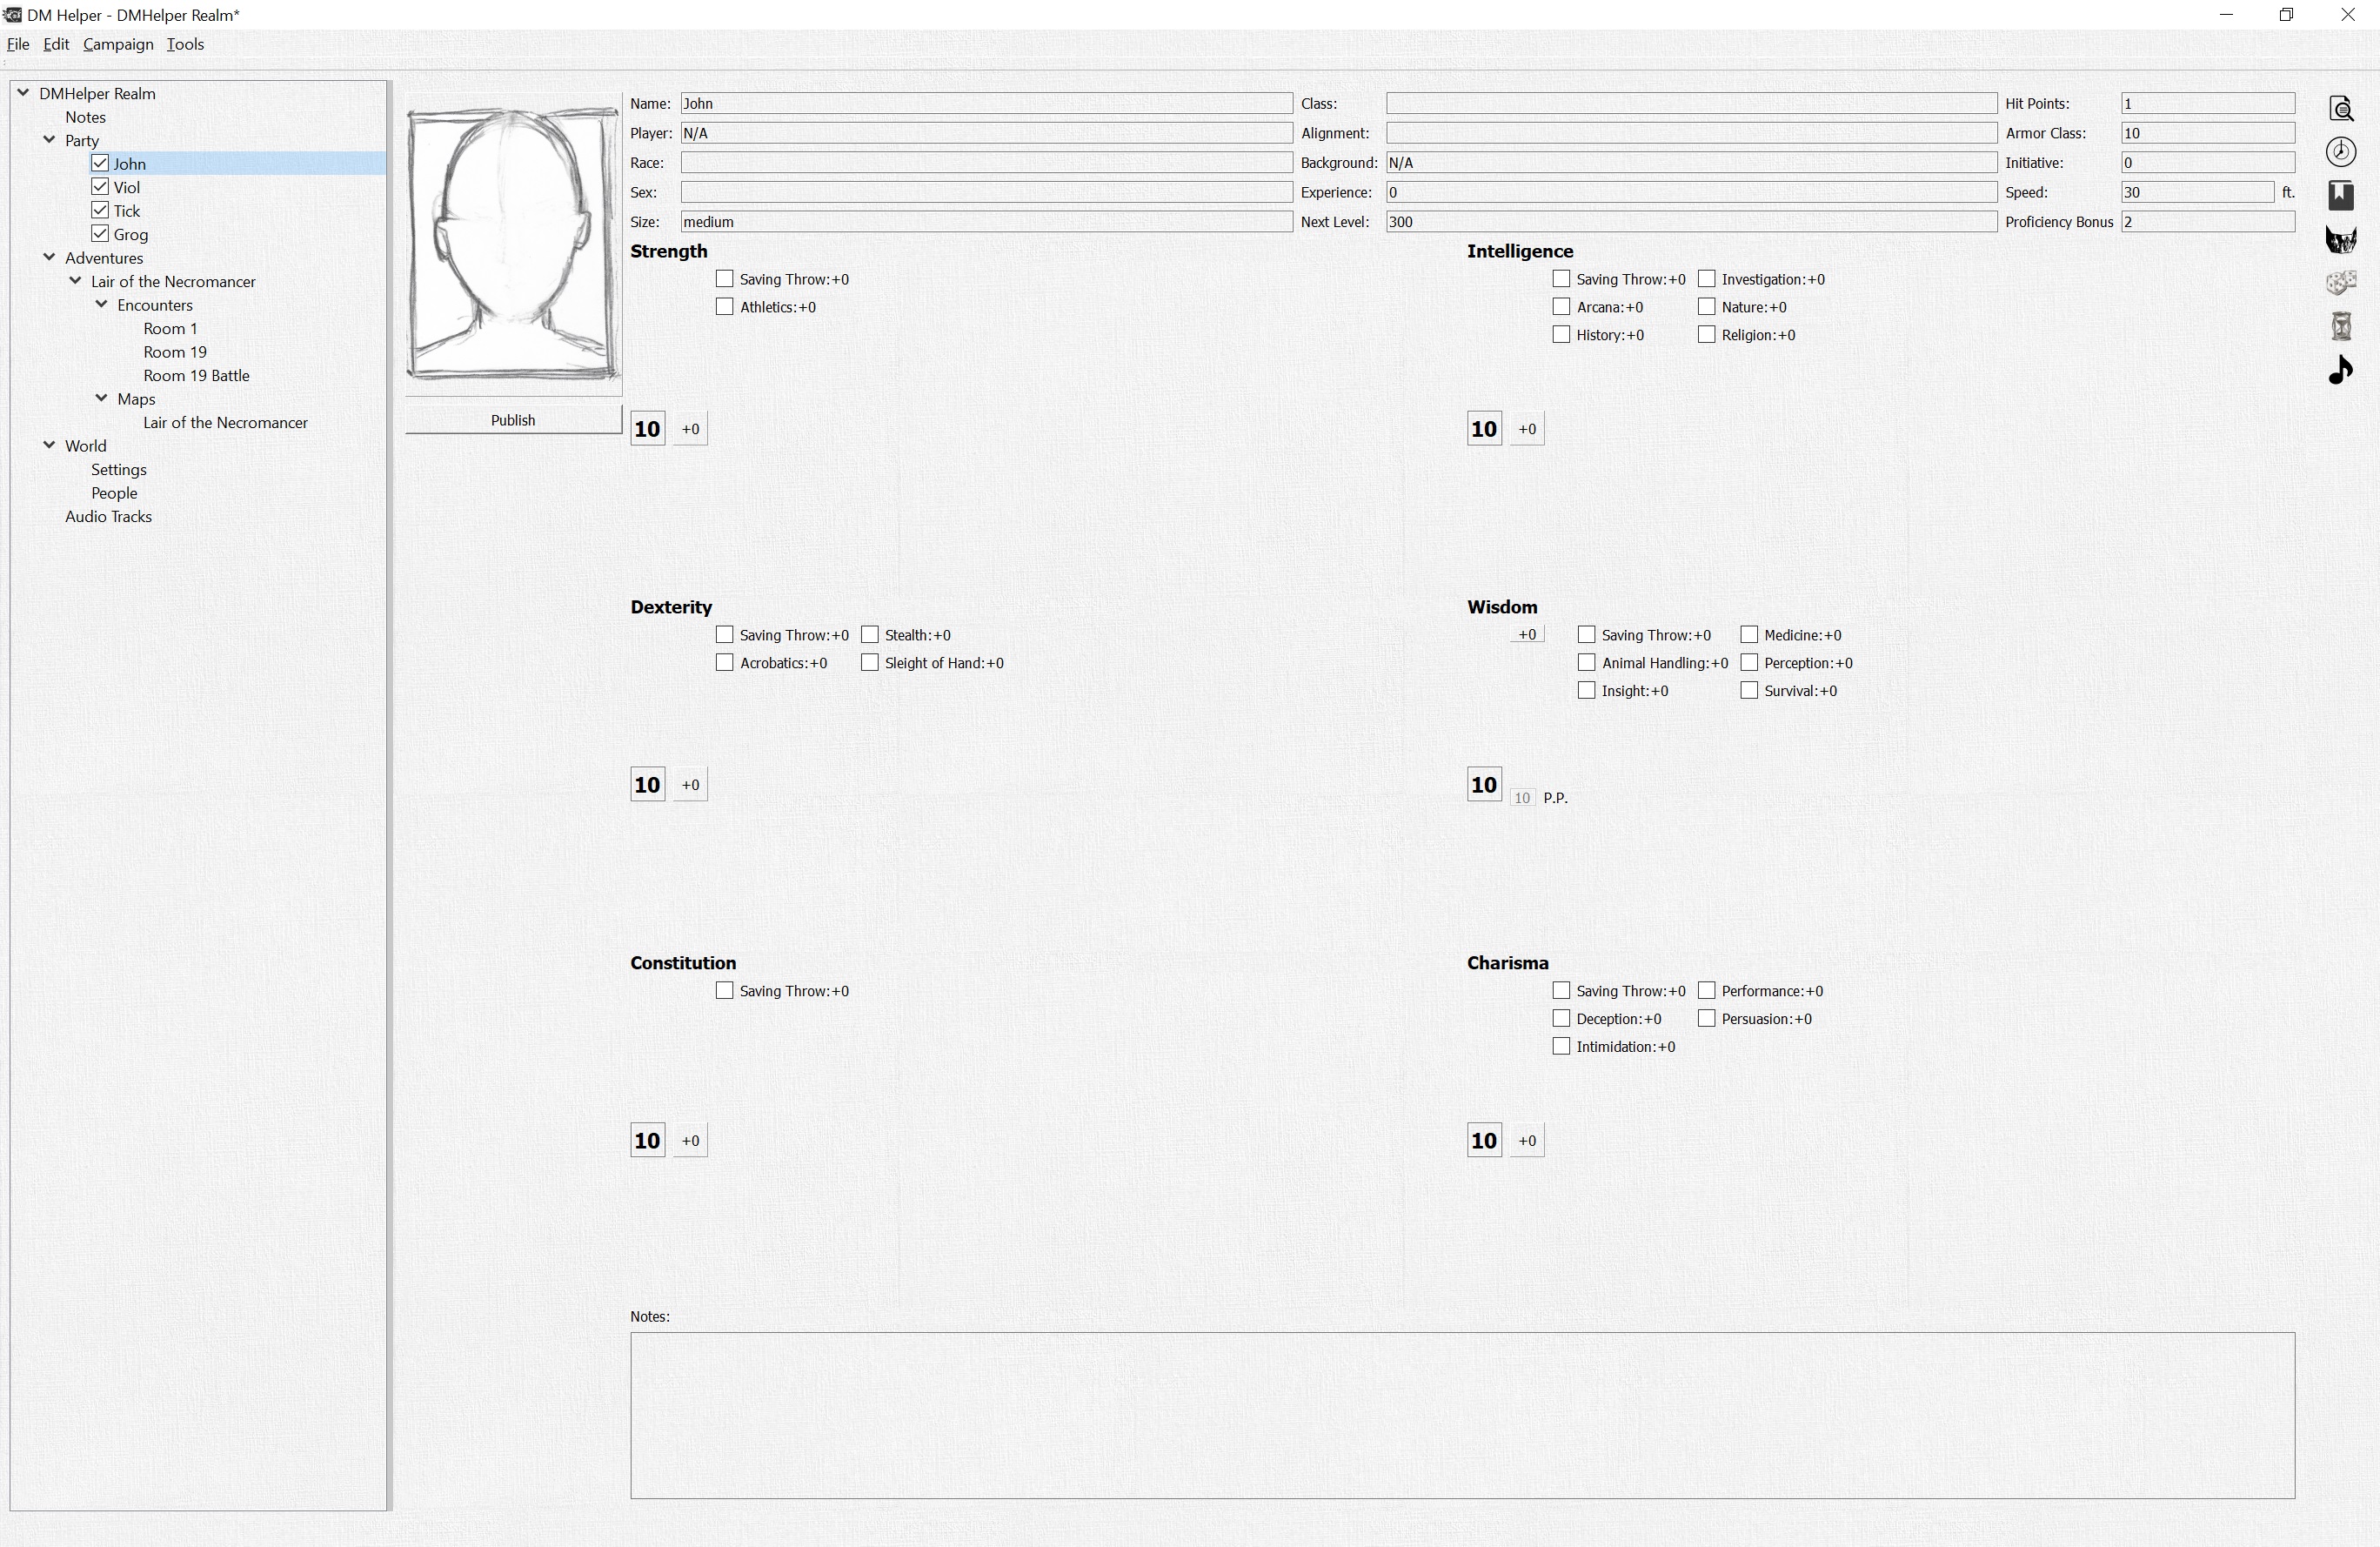 DM Helper - DMHelper Realm*
File Edit Campaign Tools
DMHelper Realm
Notes
Party
John
Viol
Tick
Grog
Adventures
Lair of the Necromancer
Encounters
Room 1
Room 19
Room 19 Battle
Maps
Lair of the Necromancer
World
Settings
People
Audio Tracks
Publish
Name: John Class: Hit Points: 1
Player: N/A Alignment: Armor Class: 10
Race: Background: N/A Initiative: 0
Sex: Experience: 0 Speed: 30 ft.
Size: medium Next Level: 300 Proficiency Bonus 2
Strength
Saving Throw:+0
Athletics:+0
10 +0
Intelligence
Saving Throw:+0 Investigation:+0
Arcana:+0 Nature:+0
History:+0 Religion:+0
10 +0
Dexterity
Saving Throw:+0 Stealth:+0
Acrobatics:+0 Sleight of Hand:+0
10 +0
Wisdom
+0 Saving Throw:+0 Medicine:+0
Animal Handling:+0 Perception:+0
Insight:+0 Survival:+0
10 10 P.P.
Constitution
Saving Throw:+0
10 +0
Charisma
Saving Throw:+0 Performance:+0
Deception:+0 Persuasion:+0
Intimidation:+0
10 +0
Notes: